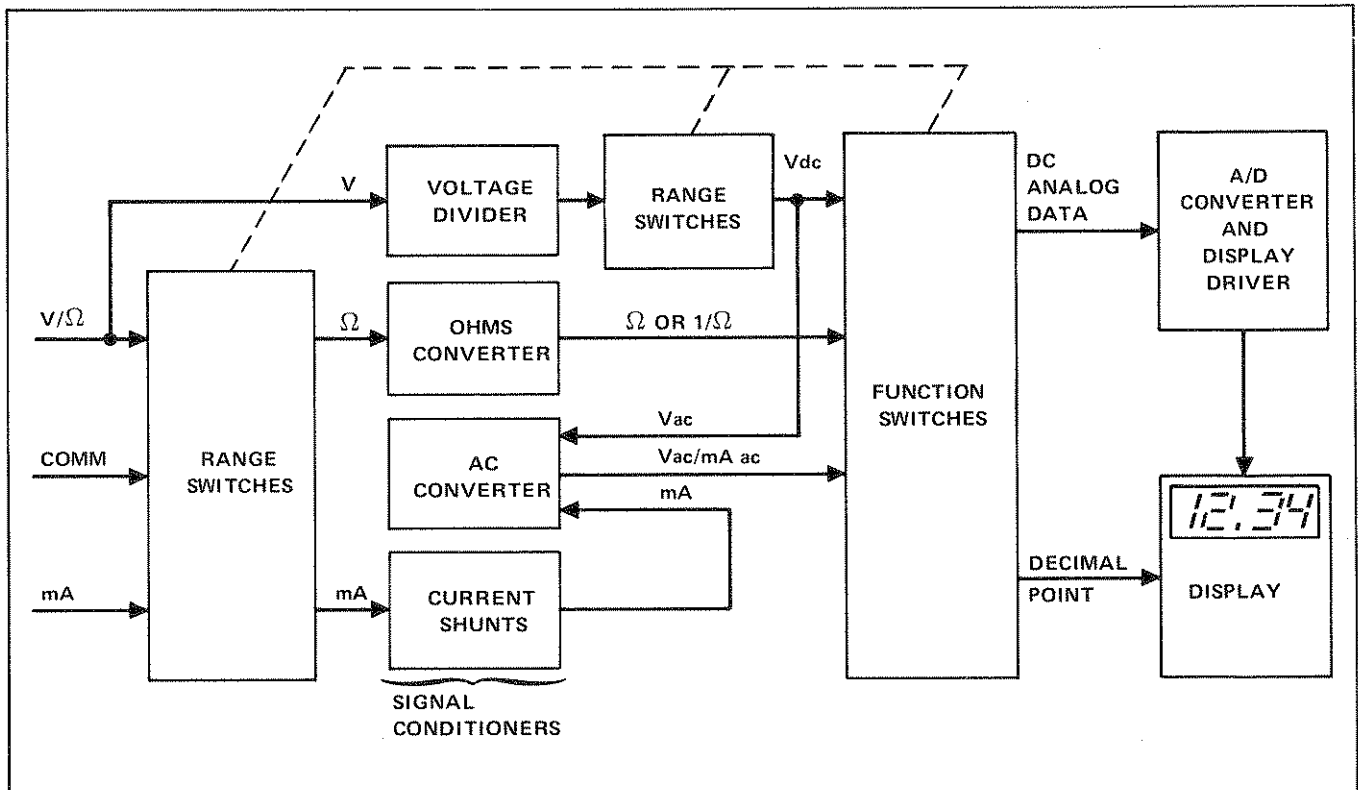 V
VOLTAGE
DIVIDER
RANGE
SWITCHES
Vdc
DC
ANALOG
DATA
A/D
CONVERTER
AND
DISPLAY
DRIVER
V/Ω
Ω
OHMS
CONVERTER
Ω OR 1/Ω
FUNCTION
SWITCHES
COMM
RANGE
SWITCHES
AC
CONVERTER
Vac
Vac/mA ac
mA
mA
mA
CURRENT
SHUNTS
SIGNAL
CONDITIONERS
DECIMAL
POINT
12.34
DISPLAY